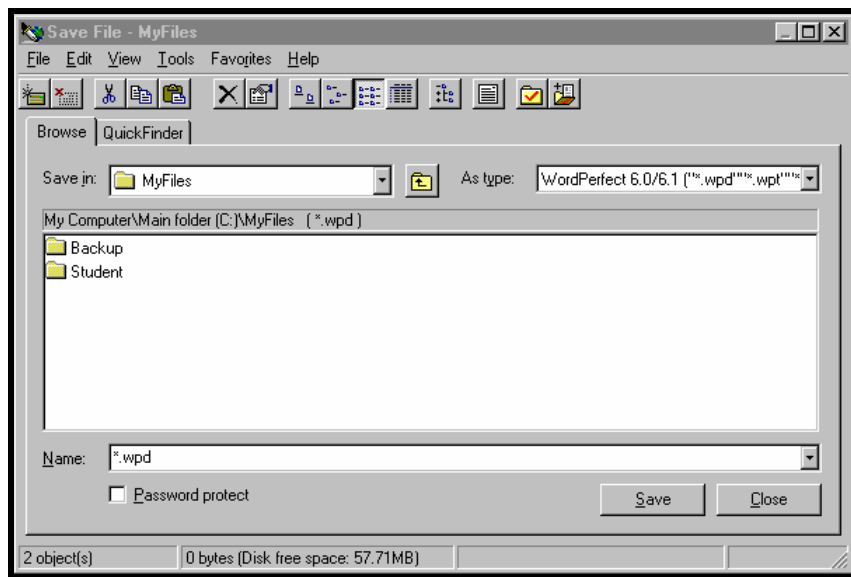 Save File - MyFiles
File Edit View Tools Favorites Help
Browse QuickFinder
Save in: MyFiles As type: WordPerfect 6.0/6.1 ("*.wpd""*.wpt""*
My Computer\Main folder (C:)\MyFiles ( *.wpd )
Backup
Student
Name: *.wpd
Password protect Save Close
2 object(s) 0 bytes (Disk free space: 57.71MB)